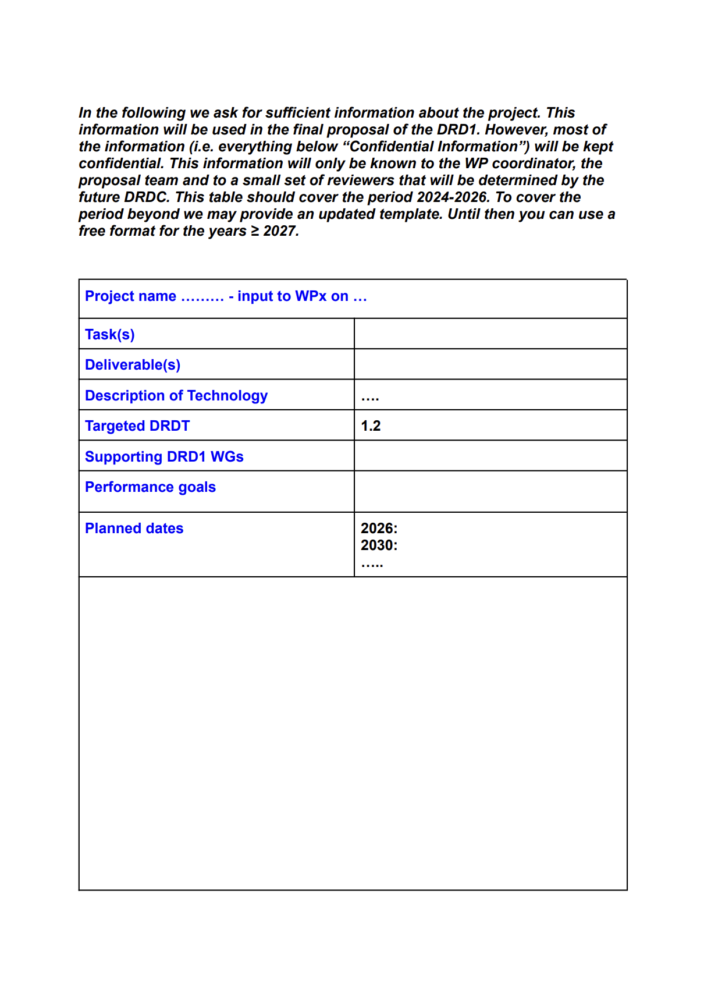 In the following we ask for sufficient information about the project. This
information will be used in the final proposal of the DRD1. However, most of
the information (i.e. everything below “Confidential Information”) will be kept
confidential. This information will only be known to the WP coordinator, the
proposal team and to a small set of reviewers that will be determined by the
future DRDC. This table should cover the period 2024-2026. To cover the
period beyond we may provide an updated template. Until then you can use a
free format for the years ≥ 2027.
Project name ……… - input to WPx on …
Task(s)
Deliverable(s)
Description of Technology
….
Targeted DRDT
1.2
Supporting DRD1 WGs
Performance goals
Planned dates
2026:
2030:
…..